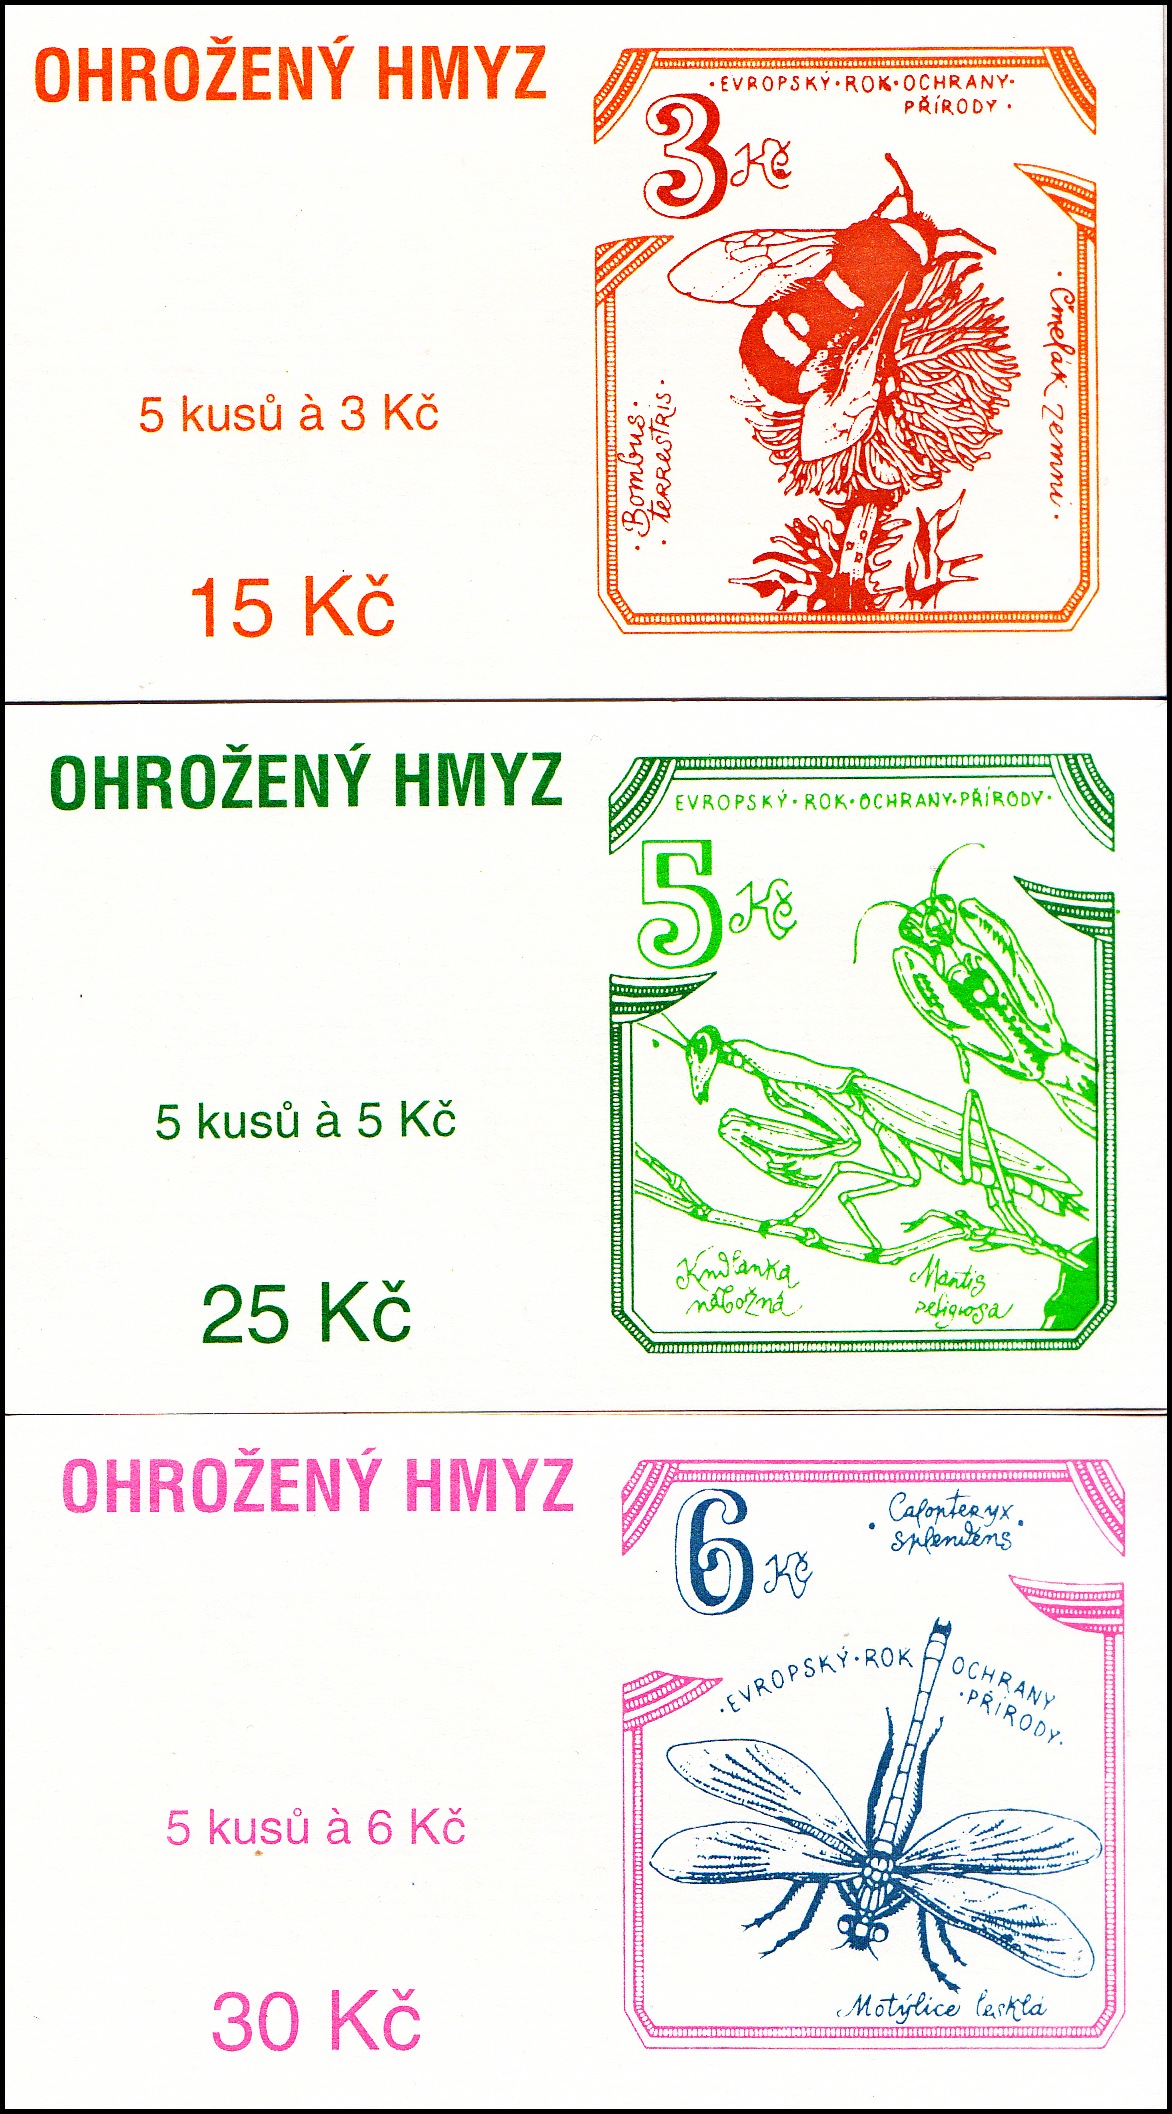 OHROŽENÝ HMYZ
5 kusů à 3 Kč
15 Kč
·EVROPSKÝ·ROK·OCHRANY·
PŘÍRODY·
3 Kč
·Čmelák zemní·
·Bombus·
·terrestris·
OHROŽENÝ HMYZ
5 kusů à 5 Kč
25 Kč
EVROPSKÝ·ROK·OCHRANY·PŘÍRODY·
5 Kč
Kudlanka
nábožná
Mantis
religiosa
OHROŽENÝ HMYZ
5 kusů à 6 Kč
30 Kč
6 Kč
·Calopteryx·
splendens
·EVROPSKÝ·ROK OCHRANY
·PŘÍRODY·
Motýlice lesklá